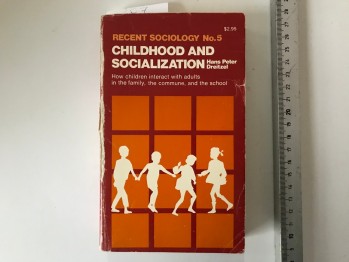 RECENT SOCIOLOGY No.5
$2.95
CHILDHOOD AND
SOCIALIZATION Hans Peter
Dreitzel
How children interact with adults
in the family, the commune, and the school